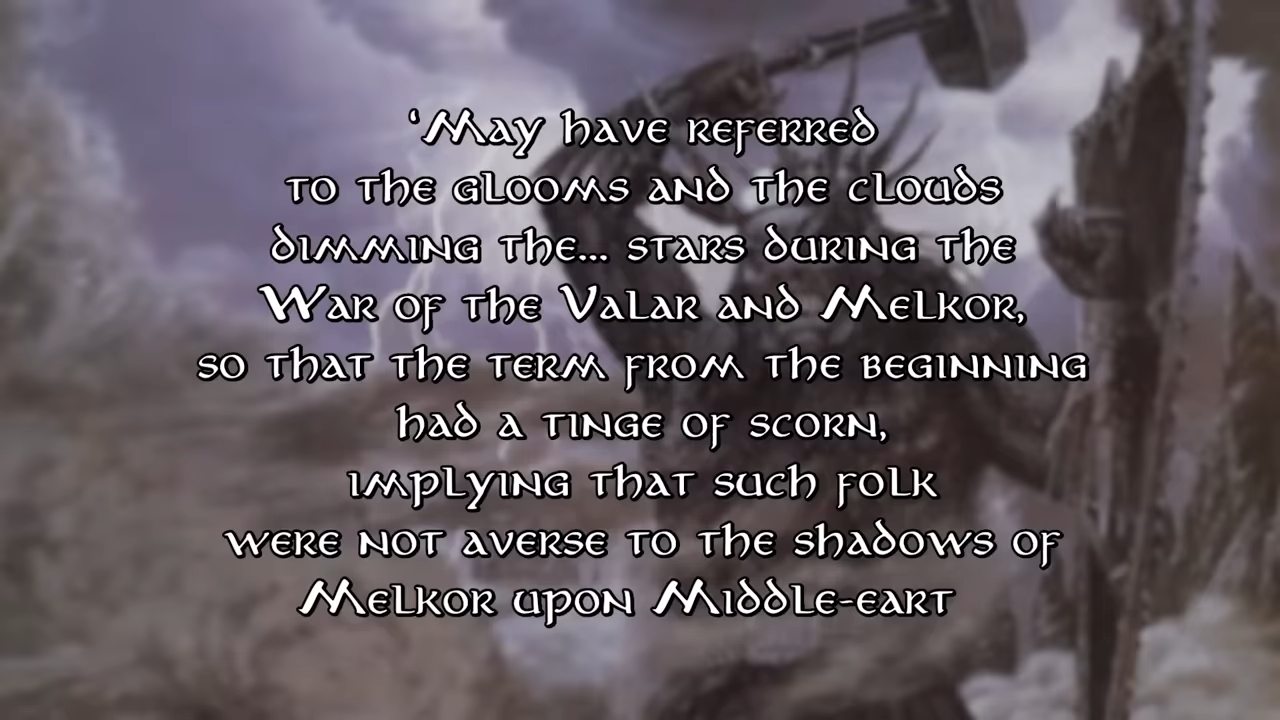 ‘May have referred
to the glooms and the clouds
dimming the... stars during the
War of the Valar and Melkor,
so that the term from the beginning
had a tinge of scorn,
implying that such folk
were not averse to the shadows of
Melkor upon Middle-eart